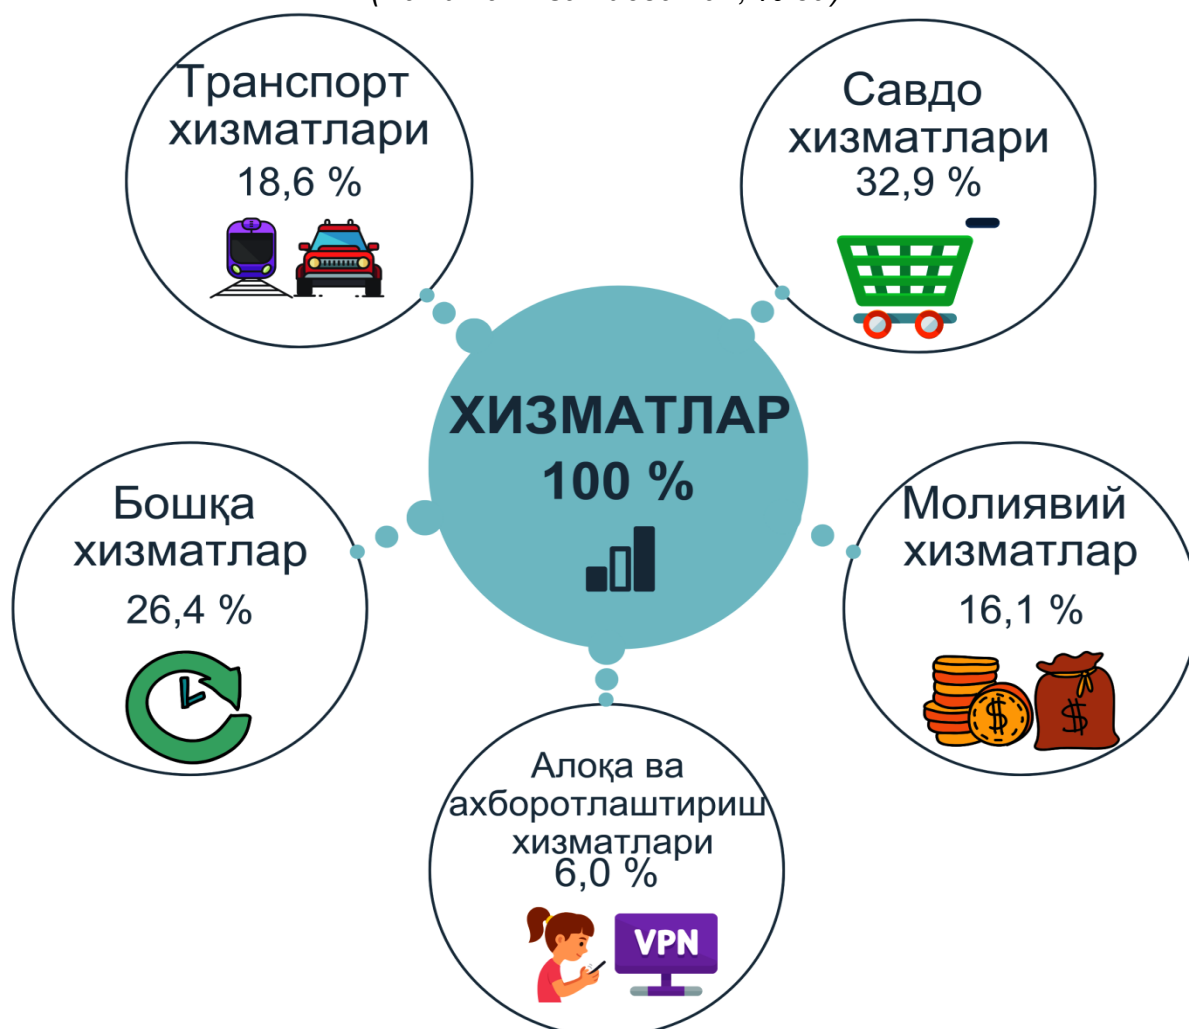 Транспорт
хизматлари
18,6 %
Савдо
хизматлари
32,9 %
ХИЗМАТЛАР
100 %
Бошқа
хизматлар
26,4 %
Молиявий
хизматлар
16,1 %
Алоқа ва
ахборотлаштириш
хизматлари
6,0 %
VPN